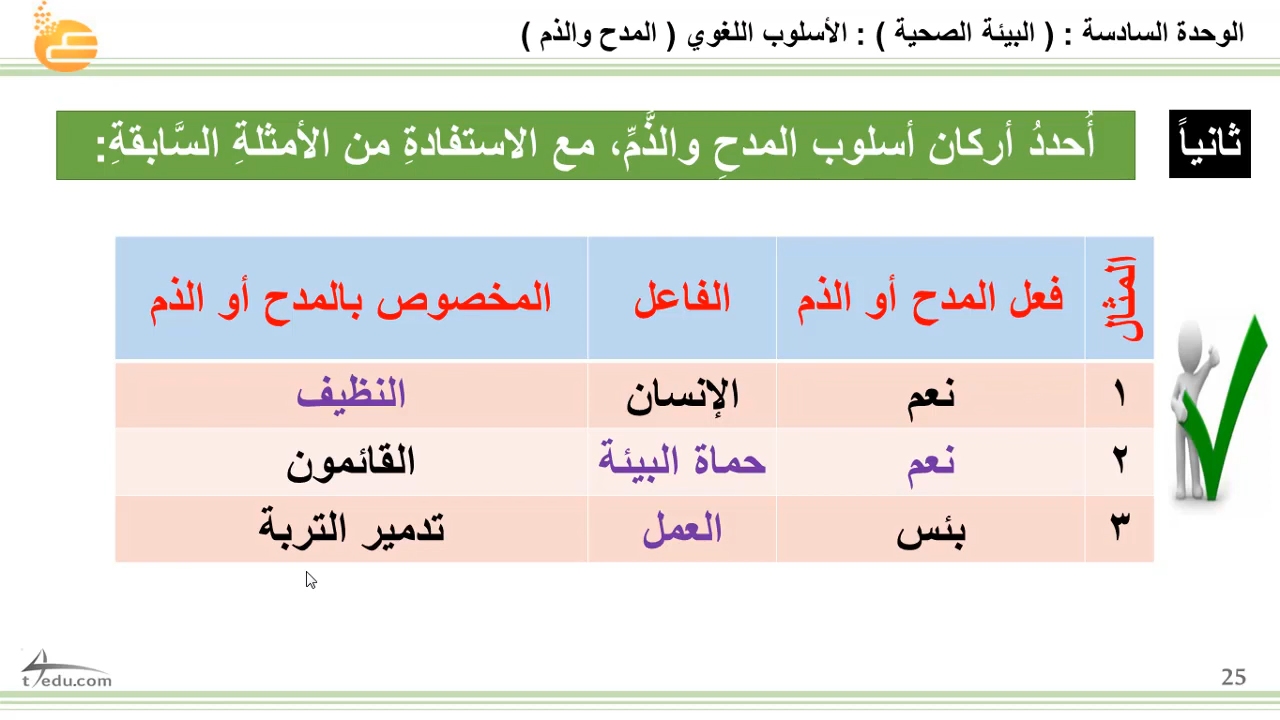 الوحدة السادسة : ( البيئة الصحية ) : الأسلوب اللغوي ( المدح والذم )
ثانياً
أُحددُ أركان أسلوب المدحِ والذَّمِّ، مع الاستفادةِ من الأمثلةِ السَّابقةِ:
المثال فعل المدح أو الذم الفاعل المخصوص بالمدح أو الذم
١ نعم الإنسان النظيف
٢ نعم حماة البيئة القائمون
٣ بئس العمل تدمير التربة
t4edu.com
25